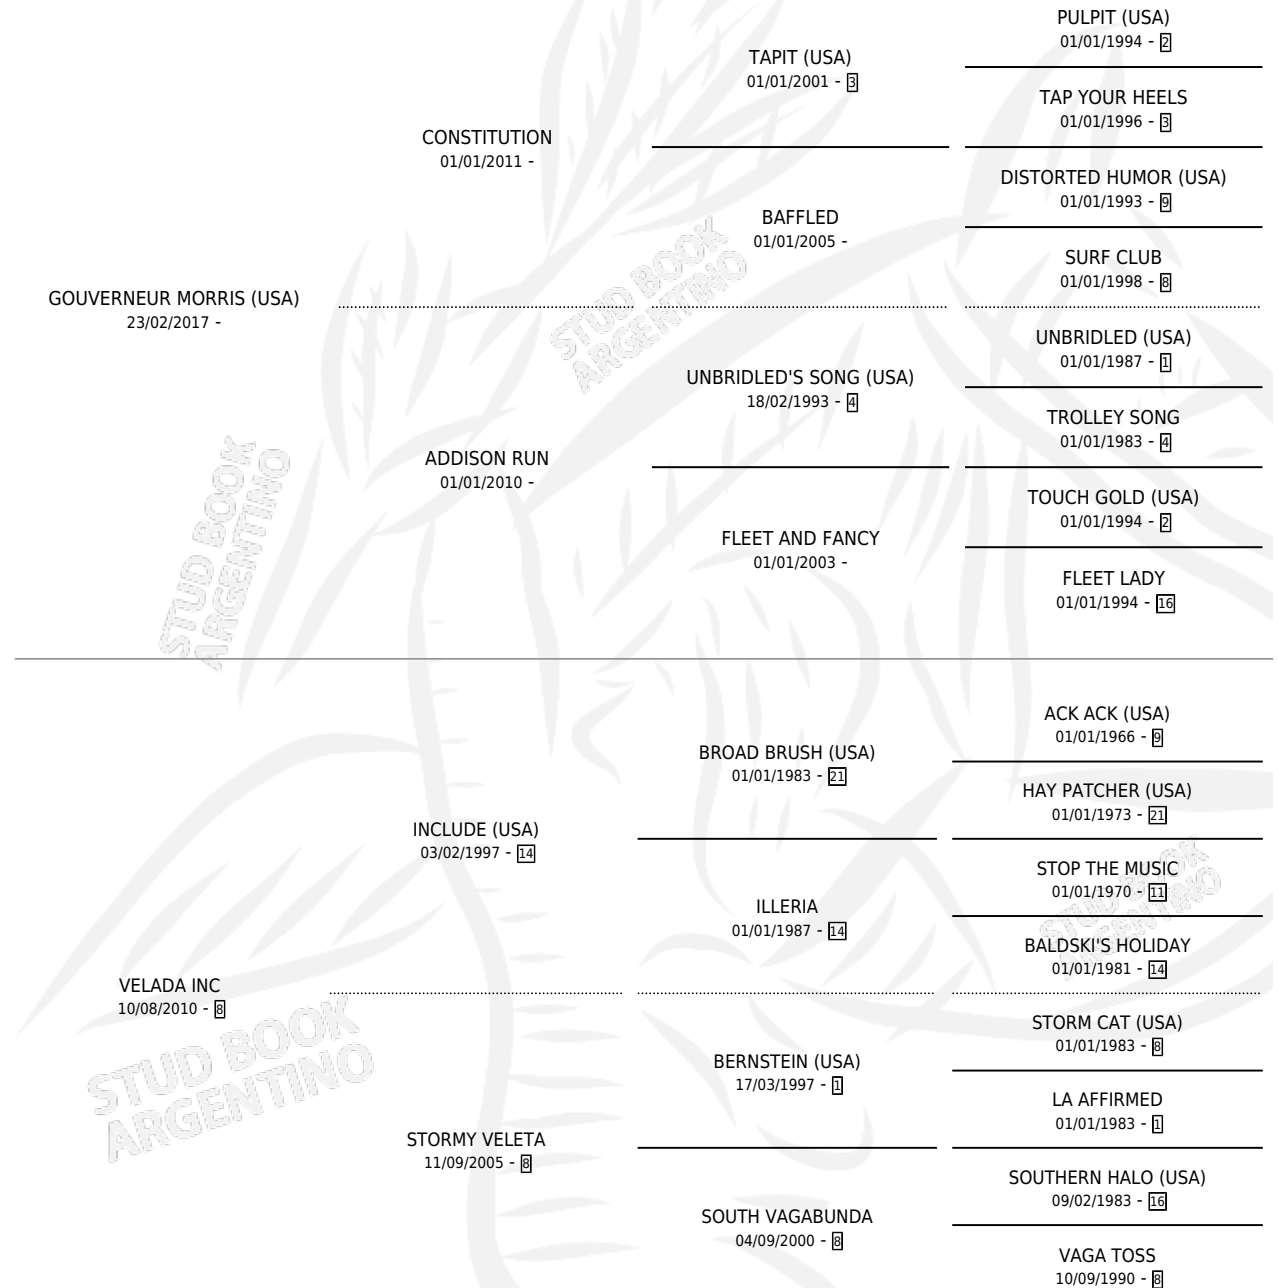 PULPIT (USA)
01/01/1994 - 2
TAPIT (USA)
01/01/2001 - 3
TAP YOUR HEELS
01/01/1996 - 3
CONSTITUTION
01/01/2011 -
DISTORTED HUMOR (USA)
01/01/1993 - 9
BAFFLED
01/01/2005 -
SURF CLUB
01/01/1998 - 8
GOUVERNEUR MORRIS (USA)
23/02/2017 -
UNBRIDLED (USA)
01/01/1987 - 1
UNBRIDLED'S SONG (USA)
18/02/1993 - 4
TROLLEY SONG
01/01/1983 - 4
ADDISON RUN
01/01/2010 -
TOUCH GOLD (USA)
01/01/1994 - 2
FLEET AND FANCY
01/01/2003 -
FLEET LADY
01/01/1994 - 16
ACK ACK (USA)
01/01/1966 - 9
BROAD BRUSH (USA)
01/01/1983 - 21
HAY PATCHER (USA)
01/01/1973 - 21
INCLUDE (USA)
03/02/1997 - 14
STOP THE MUSIC
01/01/1970 - 11
ILLERIA
01/01/1987 - 14
BALDSKI'S HOLIDAY
01/01/1981 - 14
VELADA INC
10/08/2010 - 8
STORM CAT (USA)
01/01/1983 - 8
BERNSTEIN (USA)
17/03/1997 - 1
LA AFFIRMED
01/01/1983 - 1
STORMY VELETA
11/09/2005 - 8
SOUTHERN HALO (USA)
09/02/1983 - 16
SOUTH VAGABUNDA
04/09/2000 - 8
VAGA TOSS
10/09/1990 - 8
STUD BOOK
ARGENTINO
STUD BOOK
ARGENTINO
STUD BOOK
ARGENTINO
STUD BOOK
ARGENTINO